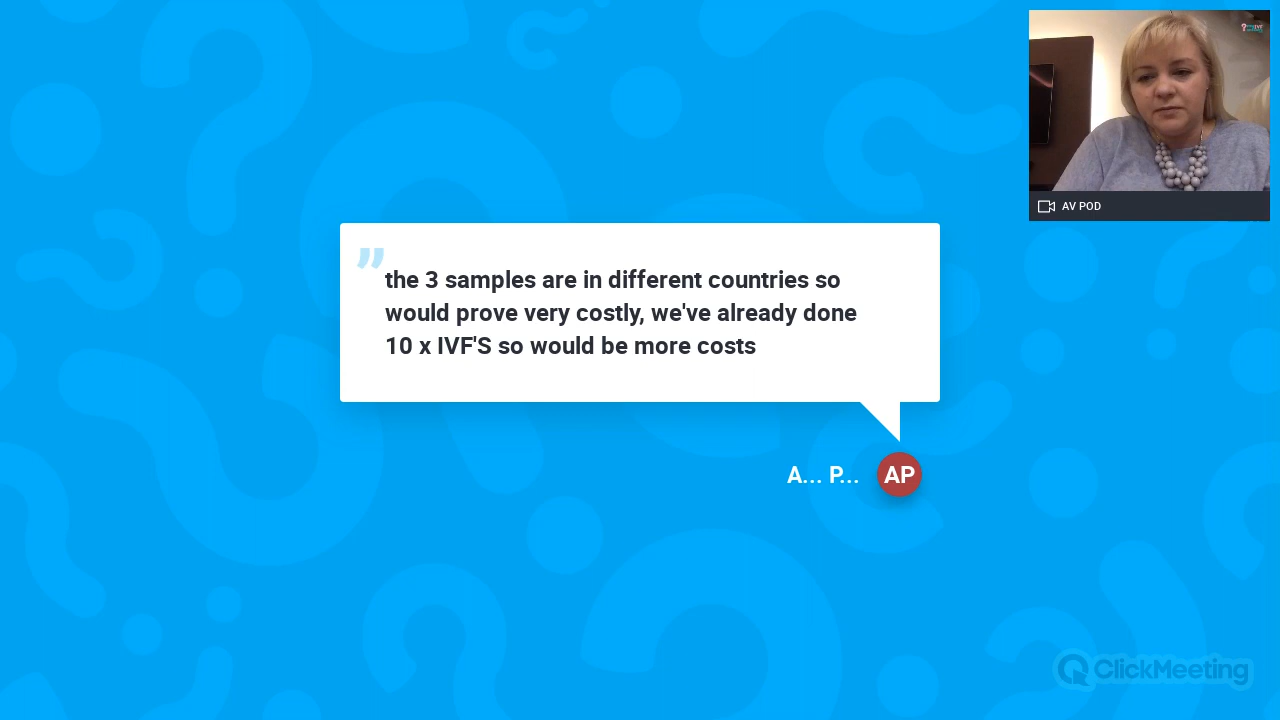 AV POD
”
the 3 samples are in different countries so
would prove very costly, we've already done
10 x IVF'S so would be more costs
A... P... AP
ClickMeeting